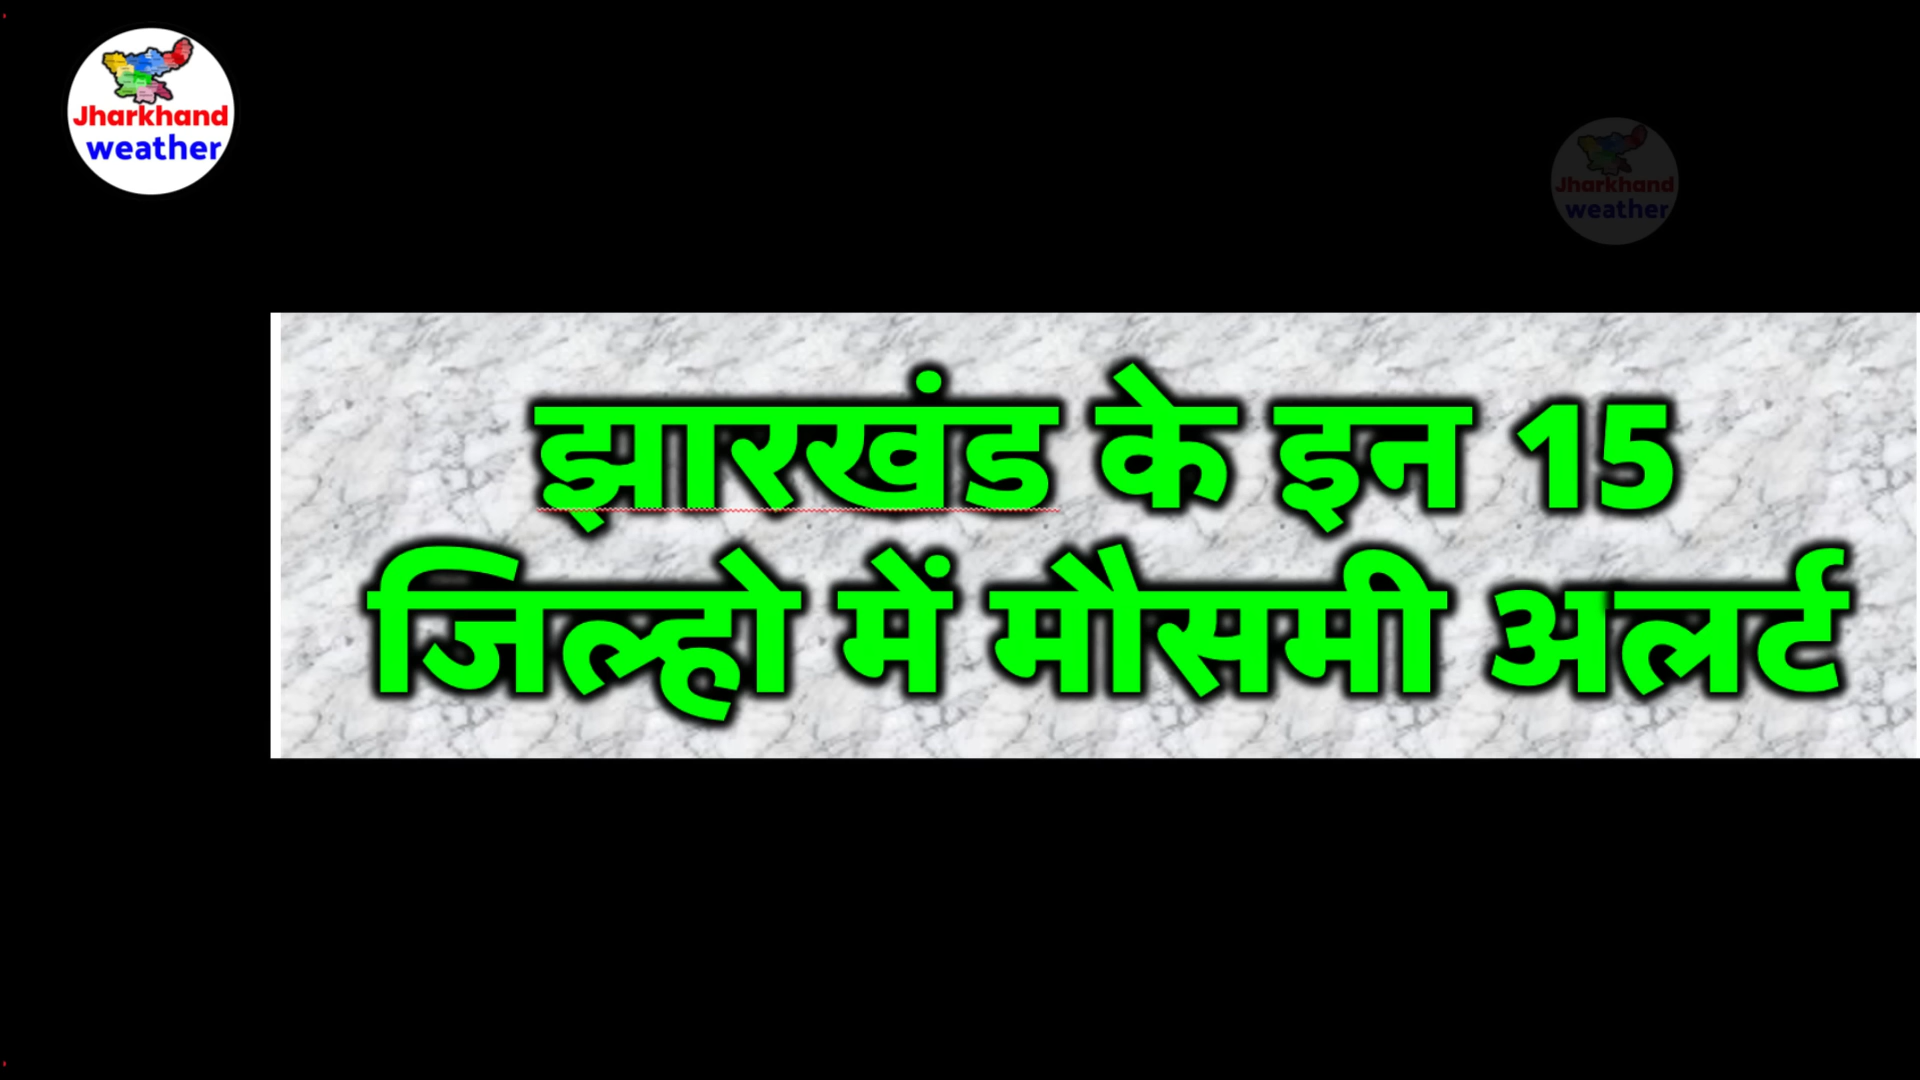 Jharkhand
weather
Jharkhand
weather
झारखंड के इन 15
जिल्हो में मौसमी अलर्ट